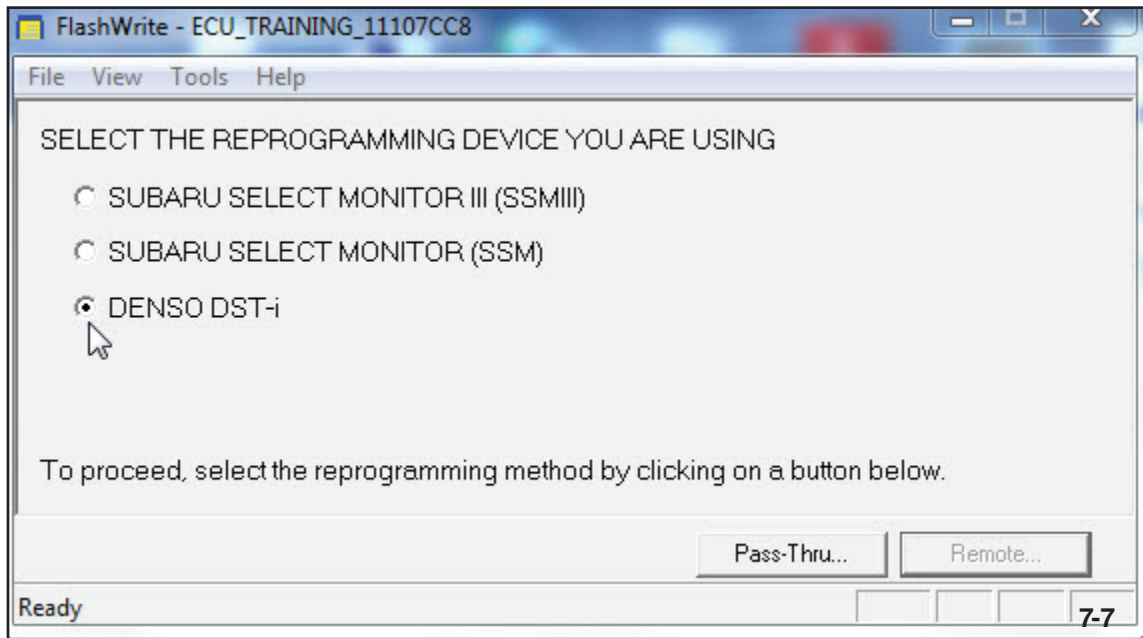 FlashWrite - ECU_TRAINING_11107CC8
File View Tools Help
SELECT THE REPROGRAMMING DEVICE YOU ARE USING
SUBARU SELECT MONITOR III (SSMIII)
SUBARU SELECT MONITOR (SSM)
DENSO DST-i
To proceed, select the reprogramming method by clicking on a button below.
Pass-Thru... Remote...
Ready
7-7